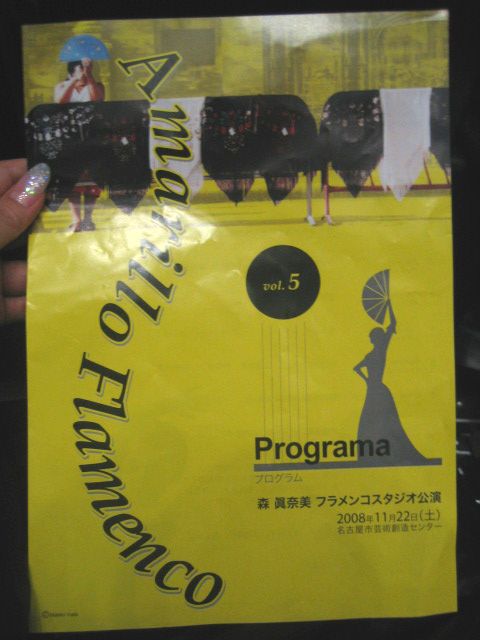 Amarillo Flamenco
vol. 5
Programa
プログラム
森 眞奈美 フラメンコスタジオ公演
2008年11月22日(土)
名古屋市芸術創造センター